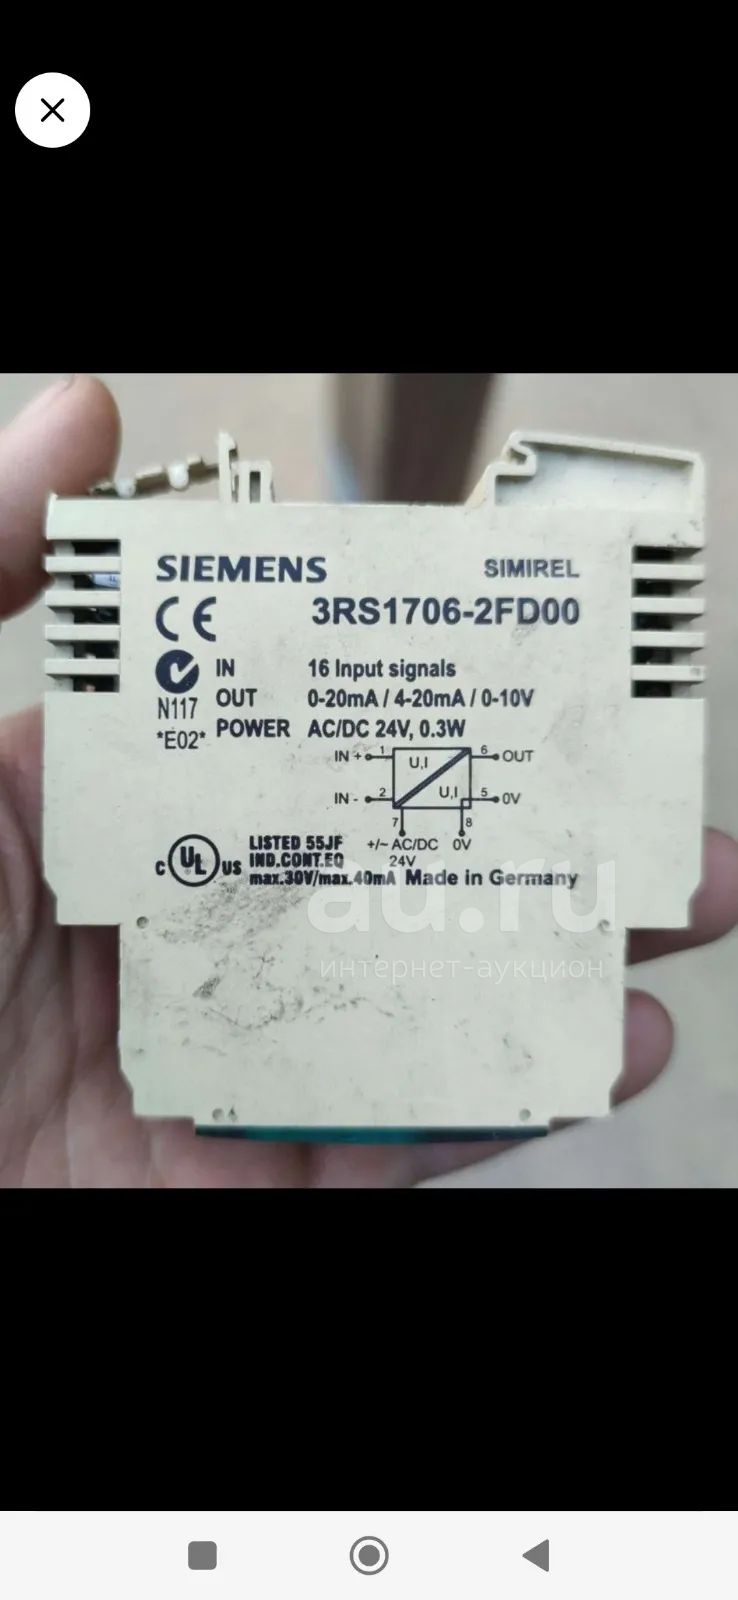 SIEMENS SIMIREL
CE 3RS1706-2FD00
IN 16 Input signals
N117 OUT 0-20mA / 4-20mA / 0-10V
*E02* POWER AC/DC 24V, 0.3W
IN + 1 U,I 6 OUT
IN - 2 U,I 5 0V
7 8
+/~ AC/DC 0V
24V
c UL us LISTED 55JF
IND.CONT.EQ
max.30V/max.40mA Made in Germany
au.ru
интернет-аукцион